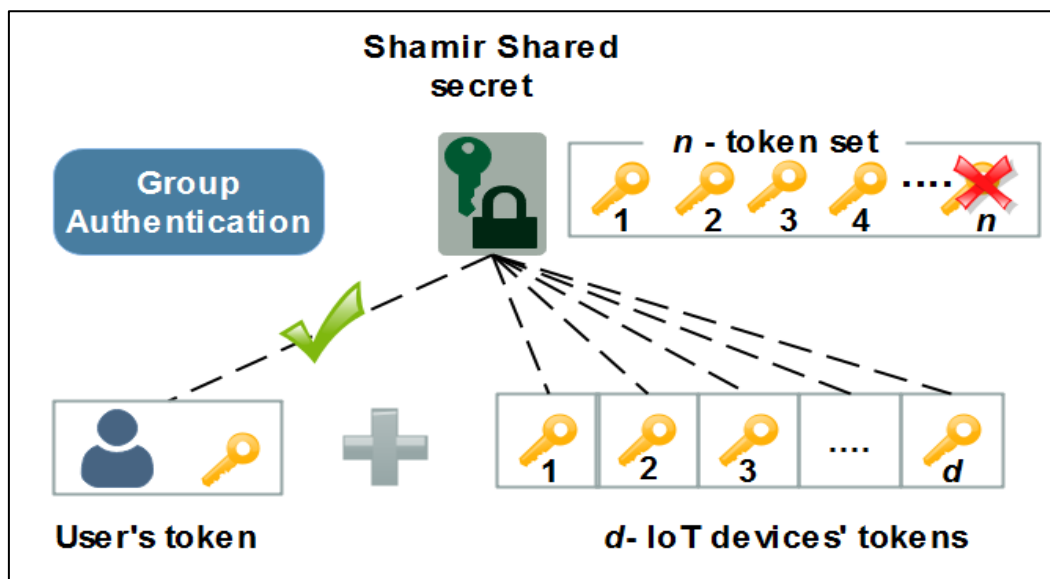 Shamir Shared
secret
Group
Authentication
n - token set
1 2 3 4 .... n
1 2 3 .... d
User's token
d- IoT devices' tokens